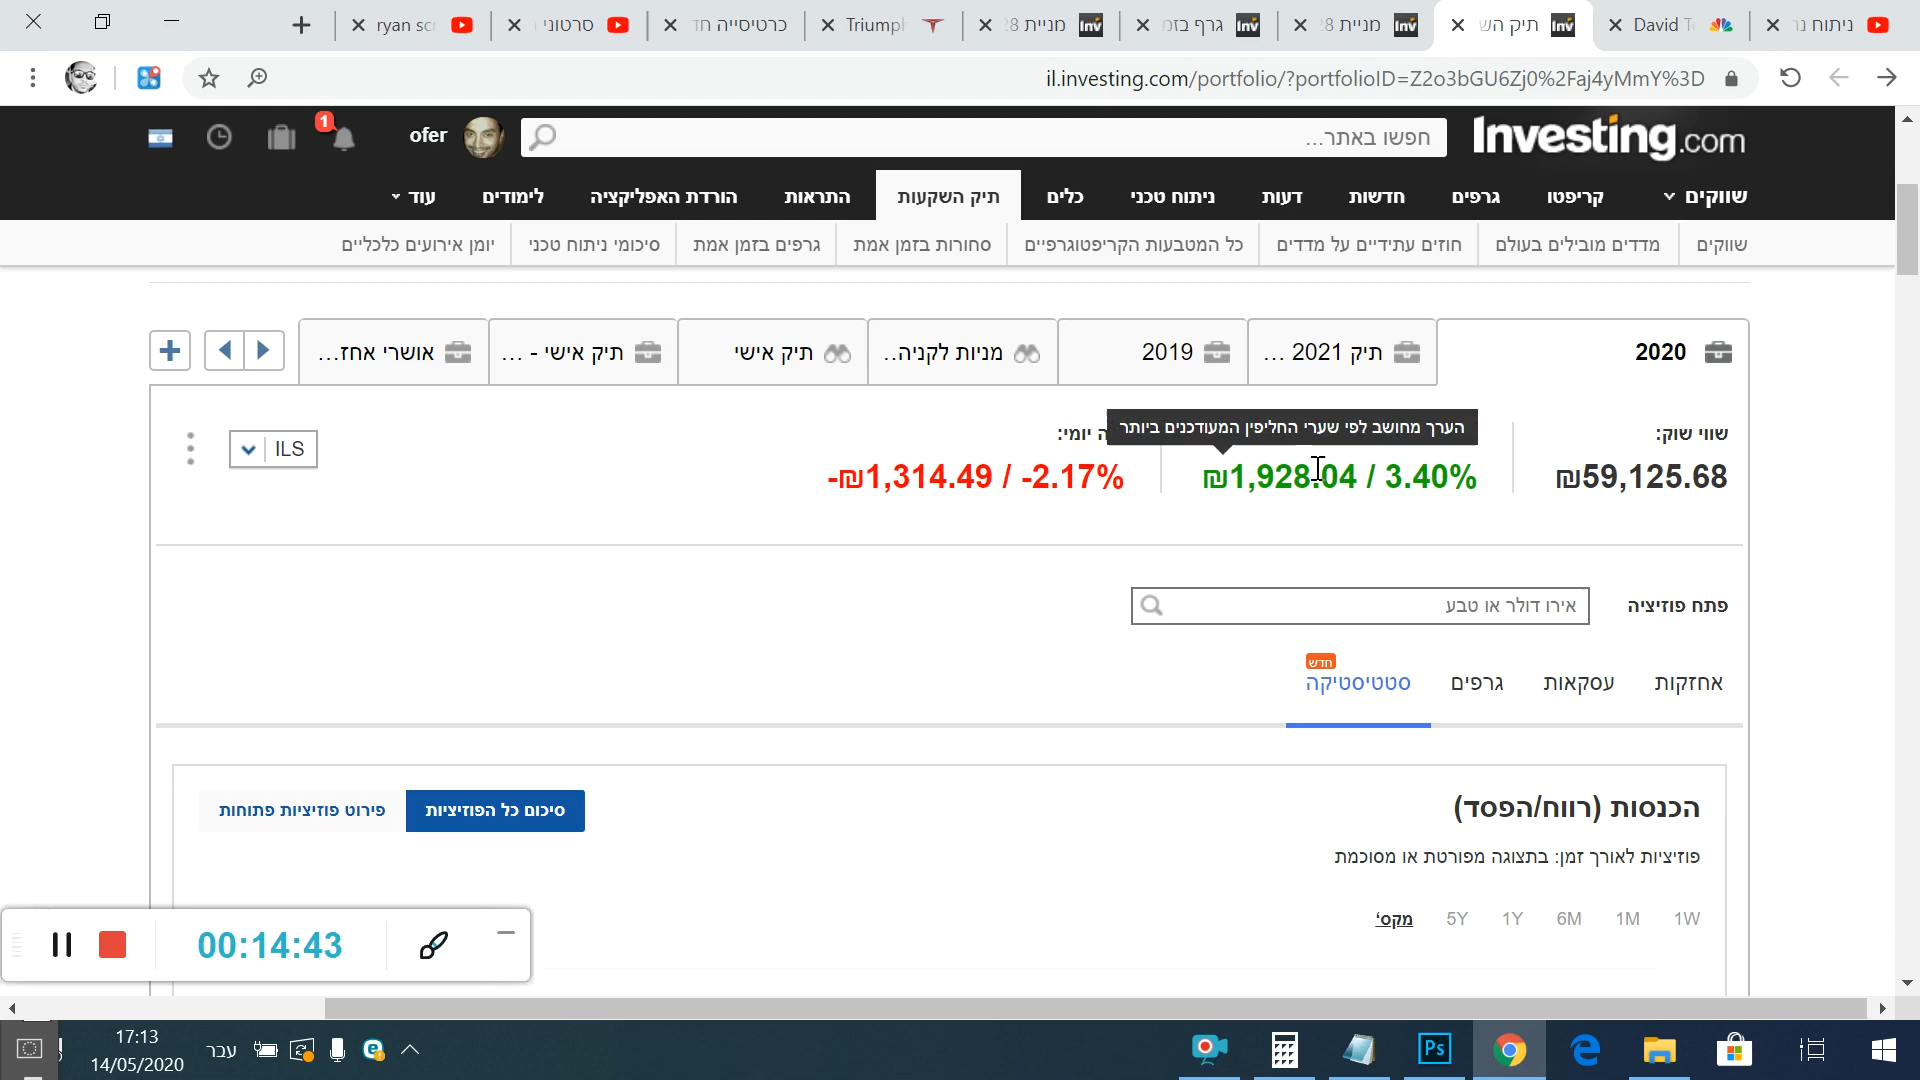 ניתוח
David T
תיק הש
מניית
גרף בזמ
מניית
Triump
כרטיסייה חד
סרטוני
ryan sc
il.investing.com/portfolio/?portfolioID=Z2o3bGU6Zj0%2Faj4yMmY%3D
Investing.com
חפשו באתר...
ofer
1
שווקים
קריפטו
גרפים
חדשות
דעות
ניתוח טכני
כלים
תיק השקעות
התראות
הורדת האפליקציה
לימודים
עוד
שווקים
מדדים מובילים בעולם
חוזים עתידיים על מדדים
כל המטבעות הקריפטוגרפיים
סחורות בזמן אמת
גרפים בזמן אמת
סיכומי ניתוח טכני
יומן אירועים כלכליים
2020
תיק 2021 ...
2019
מניות לקניה...
תיק אישי
תיק אישי - ...
אושרי אחז...
שווי שוק:
₪59,125.68
הערך מחושב לפי שערי החליפין המעודכנים ביותר
₪1,928.04 / 3.40%
ה יומי:
-₪1,314.49 / -2.17%
ILS
פתח פוזיציה
אירו דולר או טבע
אחזקות
עסקאות
גרפים
סטטיסטיקה
חדש
הכנסות (רווח/הפסד)
סיכום כל הפוזיציות
פירוט פוזיציות פתוחות
פוזיציות לאורך זמן: בתצוגה מפורטת או מסוכמת
1W
1M
6M
1Y
5Y
מקס'
00:14:43
Ps
עבר
17:13
14/05/2020